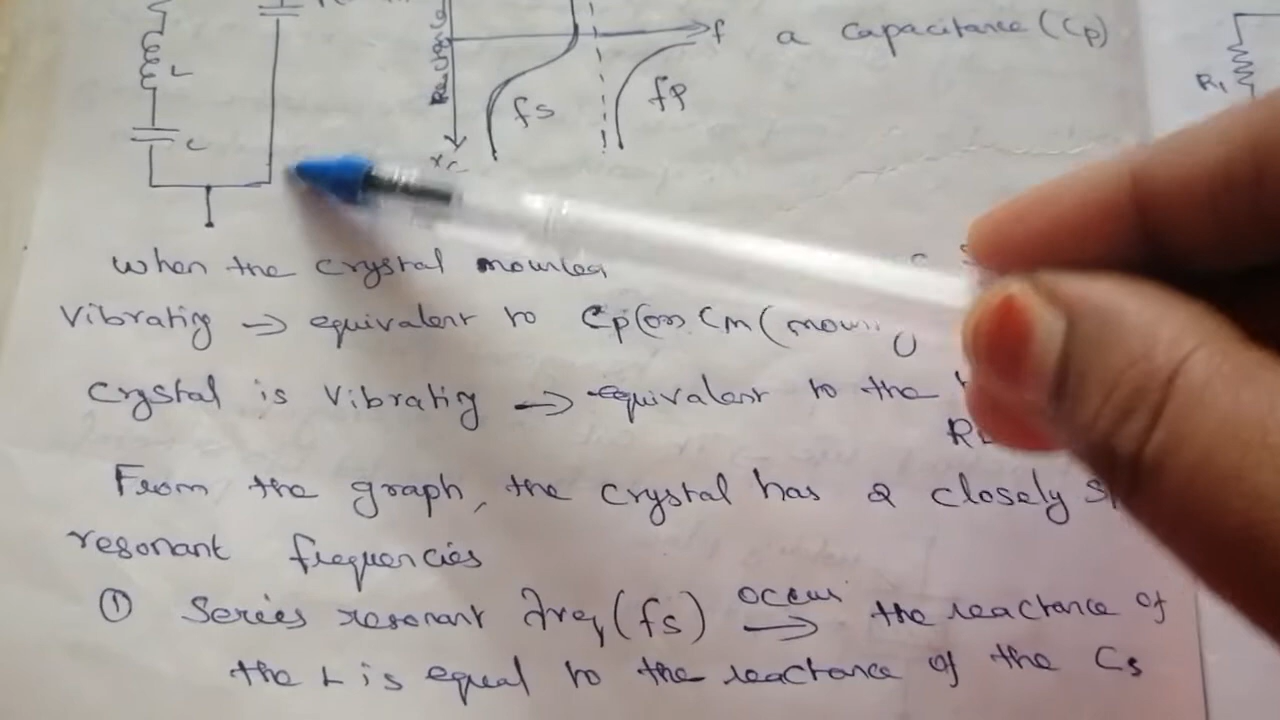 L
C
Reactance
fs
fp
f
a capacitance (Cp)
R1
When the crystal mounted
Vibrating → equivalent to Cp (or) Cm (moun
Crystal is Vibrating → equivalent to the
From the graph, the crystal has 2 closely
resonant frequencies
① Series resonant freq (fs) occur → the reactance of
the L is equal to the reactance of the Cs